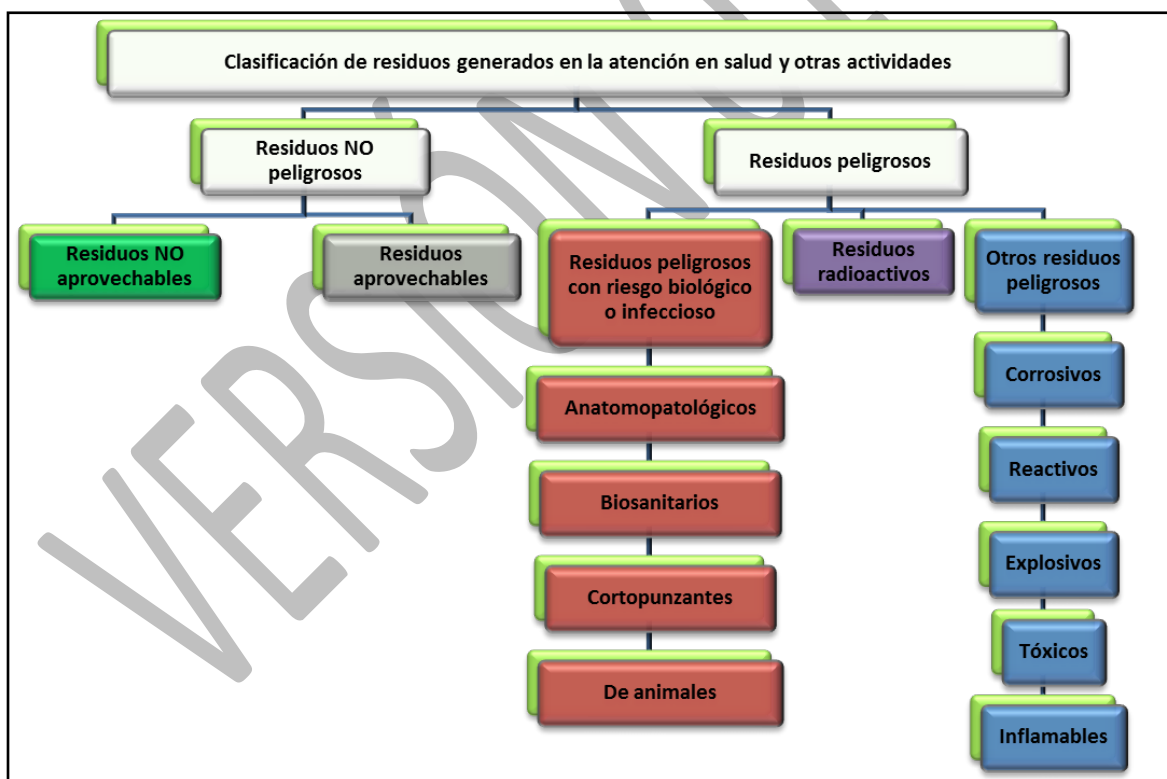 Clasificación de residuos generados en la atención en salud y otras actividades
Residuos NO
peligrosos
Residuos peligrosos
Residuos NO
aprovechables
Residuos
aprovechables
Residuos peligrosos
con riesgo biológico
o infeccioso
Residuos
radioactivos
Otros residuos
peligrosos
Anatomopatológicos
Biosanitarios
Cortopunzantes
De animales
Corrosivos
Reactivos
Explosivos
Tóxicos
Inflamables
VERSION